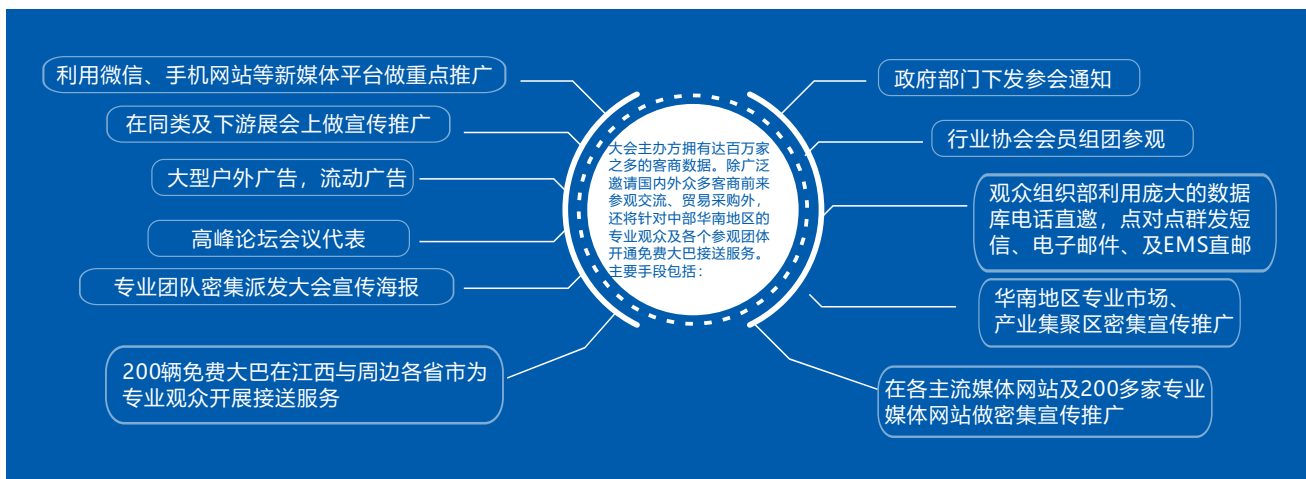 利用微信、手机网站等新媒体平台做重点推广
在同类及下游展会上做宣传推广
大型户外广告，流动广告
高峰论坛会议代表
专业团队密集派发大会宣传海报
200辆免费大巴在江西与周边各省市为
专业观众开展接送服务
大会主办方拥有达百万家
之多的客商数据。除广泛
邀请国内外众多客商前来
参观交流、贸易采购外，
还将针对中部华南地区的
专业观众及各个参观团体
开通免费大巴接送服务。
主要手段包括：
政府部门下发参会通知
行业协会会员组团参观
观众组织部利用庞大的数据
库电话直邀，点对点群发短
信、电子邮件、及EMS直邮
华南地区专业市场、
产业集聚区密集宣传推广
在各主流媒体网站及200多家专业
媒体网站做密集宣传推广